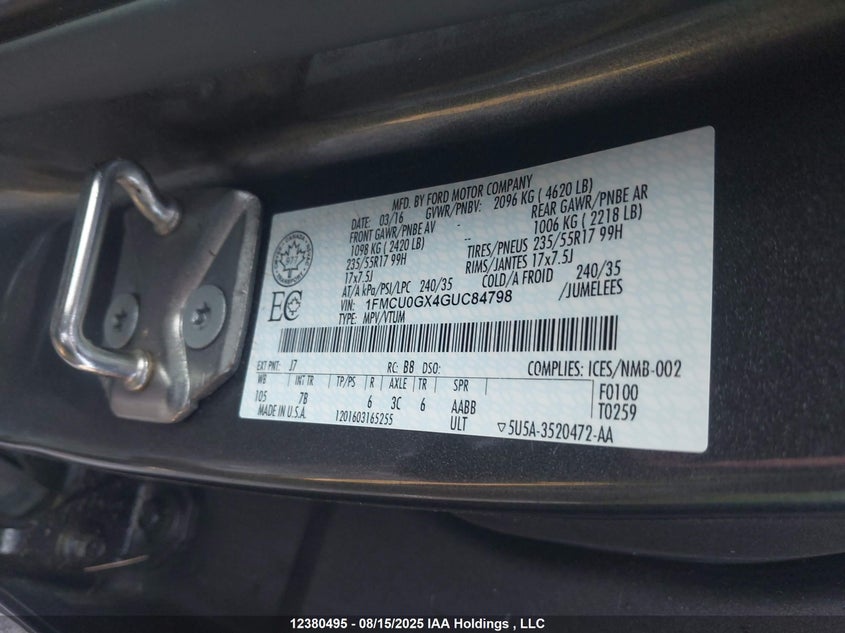 MFD. BY FORD MOTOR COMPANY
DATE: 03/16 GVWR/PNBV: 2096 KG ( 4620 LB)
FRONT GAWR/PNBE AV -- REAR GAWR/PNBE AR
1098 KG ( 2420 LB) 1006 KG ( 2218 LB)
235/55R17 99H TIRES/PNEUS 235/55R17 99H
17x7.5J RIMS/JANTES 17x7.5J
AT/A kPa/PSI/LPC 240/35 COLD/A FROID 240/35
VIN: 1FMCU0GX4GUC84798 /JUMELEES
TYPE: MPV/VTUM
CANADA
TRANSPORT
EC
EXT PNT: J7 RC: B8 DSO: COMPLIES: ICES/NMB-002
WB INT TR TP/PS R AXLE TR SPR F0100
105 7B 6 3C 6 AABB T0259
MADE IN U.S.A. 1201603165255 ULT ▽5U5A-3520472-AA
12380495 - 08/15/2025 IAA Holdings , LLC